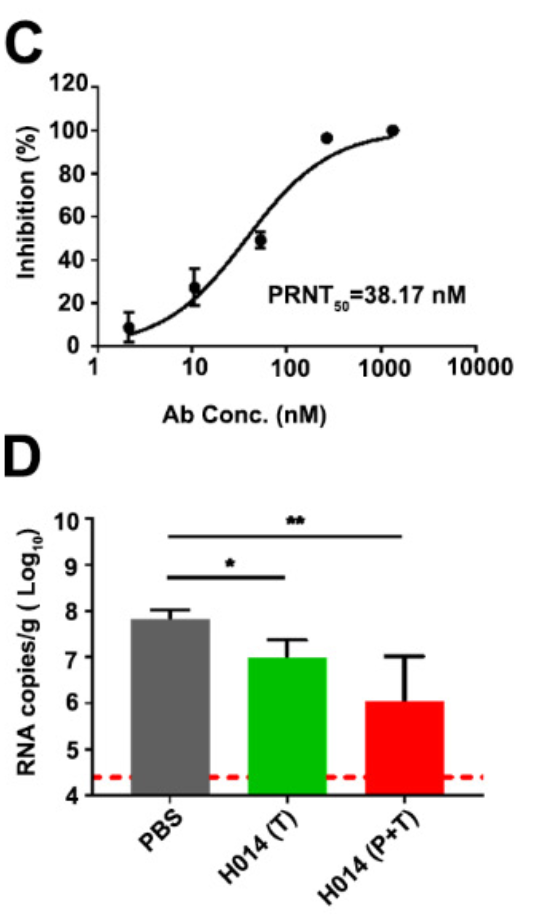 C
Inhibition (%)
120
100
80
60
40
20
0
PRNT50=38.17 nM
1 10 100 1000 10000
Ab Conc. (nM)
D
RNA copies/g ( Log10)
10
9
8
7
6
5
4
**
*
PBS
H014 (T)
H014 (P+T)